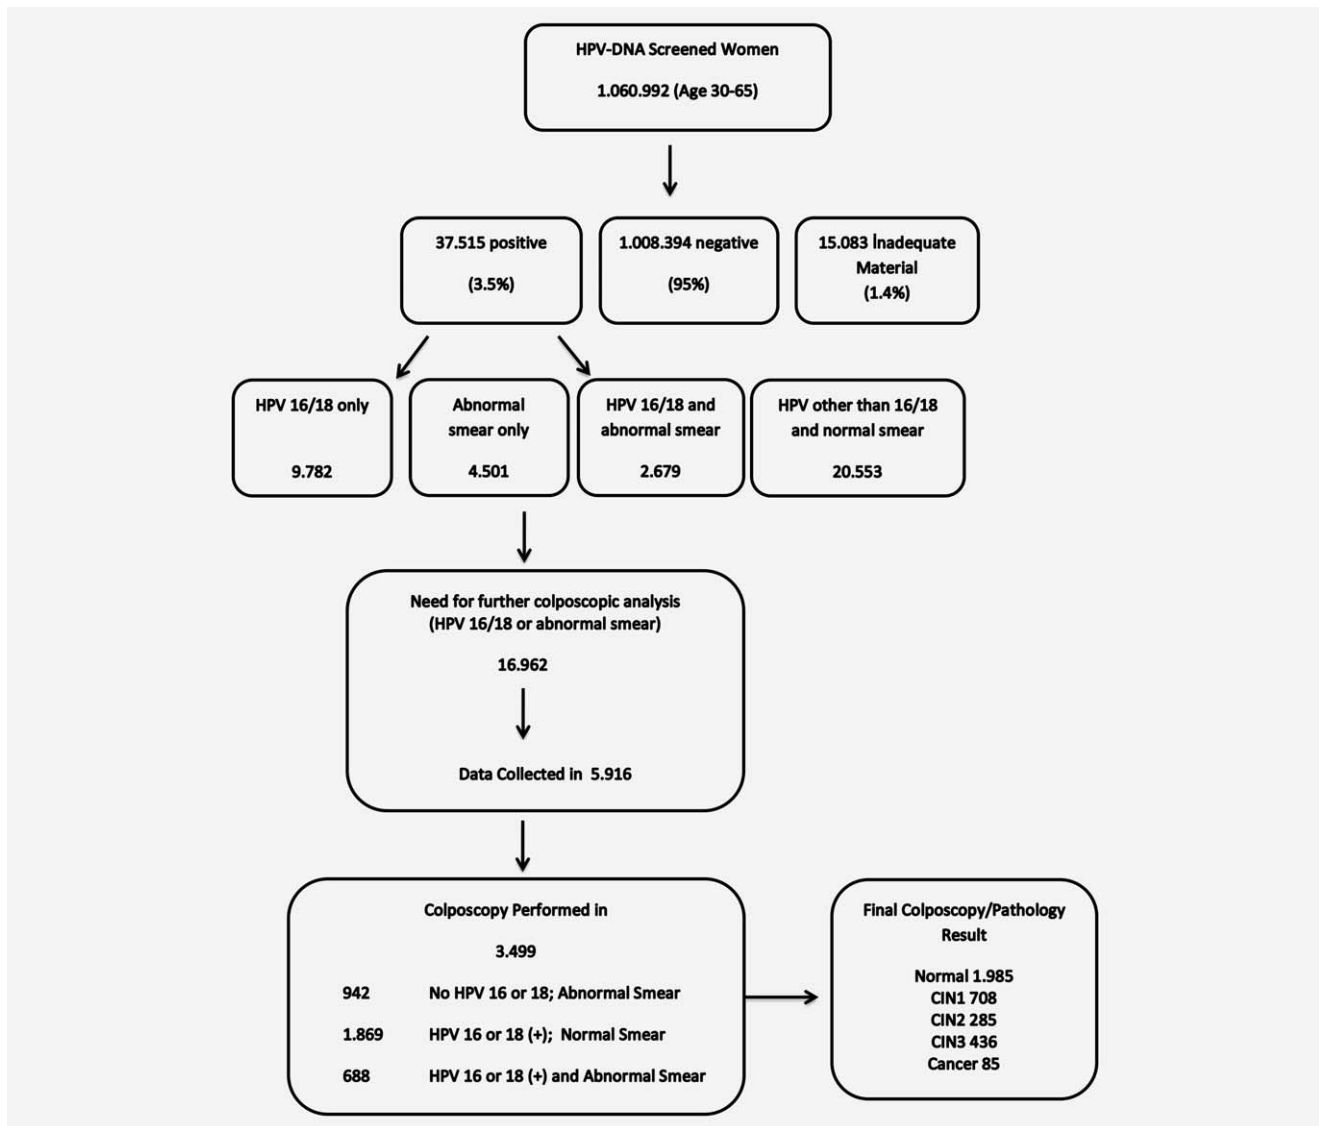 HPV-DNA Screened Women
1.060.992 (Age 30-65)
37.515 positive
(3.5%)
1.008.394 negative
(95%)
15.083 İnadequate
Material
(1.4%)
HPV 16/18 only
9.782
Abnormal
smear only
4.501
HPV 16/18 and
abnormal smear
2.679
HPV other than 16/18
and normal smear
20.553
Need for further colposcopic analysis
(HPV 16/18 or abnormal smear)
16.962
Data Collected in 5.916
Colposcopy Performed in
3.499
942 No HPV 16 or 18; Abnormal Smear
1.869 HPV 16 or 18 (+); Normal Smear
688 HPV 16 or 18 (+) and Abnormal Smear
Final Colposcopy/Pathology
Result
Normal 1.985
CIN1 708
CIN2 285
CIN3 436
Cancer 85